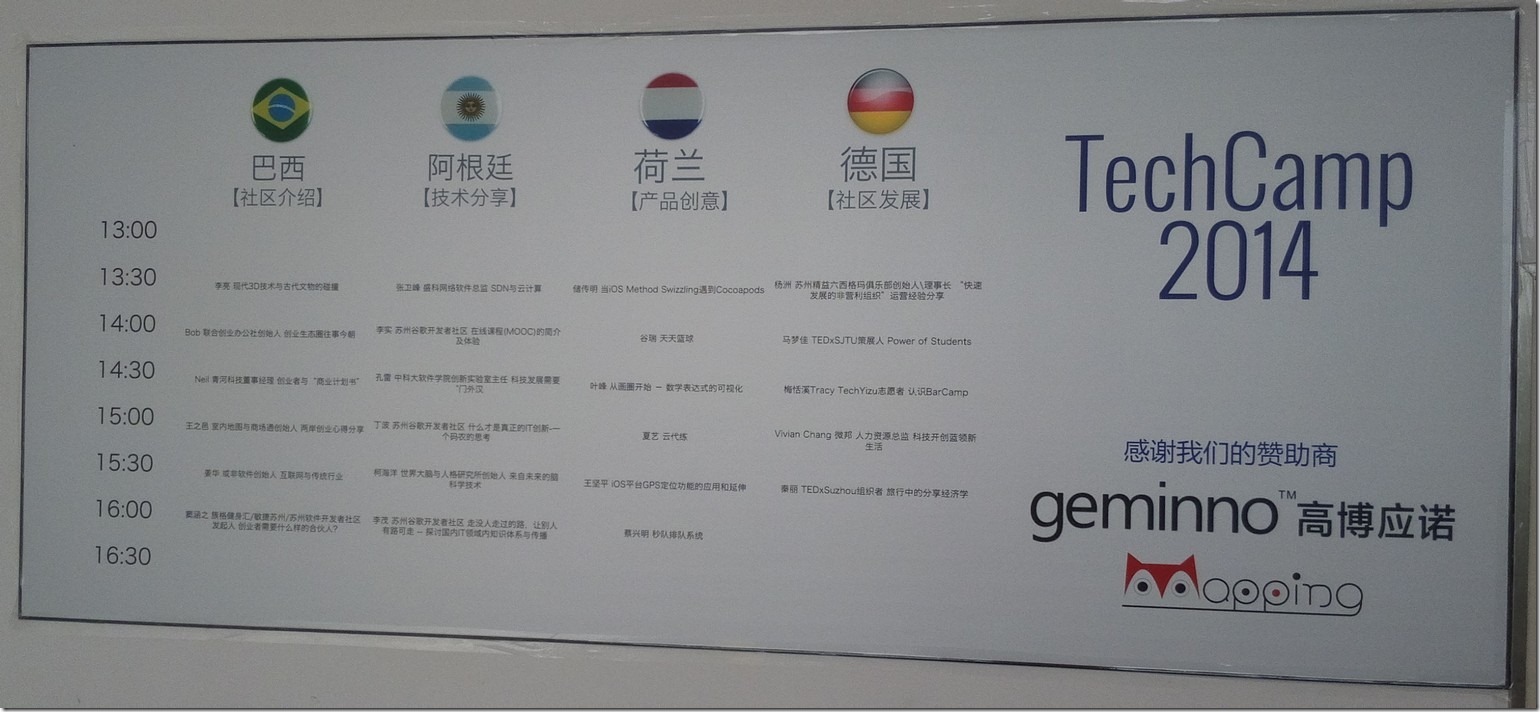 巴西
【社区介绍】
阿根廷
【技术分享】
荷兰
【产品创意】
德国
【社区发展】
TechCamp
2014
13:00
13:30
李亮 现代3D技术与古代文物的碰撞
张卫峰 盛科网络软件总监 SDN与云计算
储传明 当iOS Method Swizzling遇到Cocoapods
杨洲 苏州精益六西格玛俱乐部创始人\理事长 “快速
发展的非营利组织”运营经验分享
14:00
Bob 联合创业办公社创始人 创业生态圈往事今朝
李实 苏州谷歌开发者社区 在线课程(MOOC)的简介
及体验
谷瑞 天天篮球
马梦佳 TEDxSJTU策展人 Power of Students
14:30
Neil 青河科技董事经理 创业者与“商业计划书”
孔雷 中科大软件学院创新实验室主任 科技发展需要
“门外汉
叶峰 从画圈开始 – 数学表达式的可视化
梅恬溪Tracy TechYizu志愿者 认识BarCamp
15:00
王之邑 室内地图与商场通创始人 两岸创业心得分享
丁波 苏州谷歌开发者社区 什么才是真正的IT创新-一
个码农的思考
夏艺 云代练
Vivian Chang 微邦 人力资源总监 科技开创蓝领新
生活
15:30
姜华 或非软件创始人 互联网与传统行业
柯海洋 世界大脑与人格研究所创始人 来自未来的脑
科学技术
王坚平 iOS平台GPS定位功能的应用和延伸
秦丽 TEDxSuzhou组织者 旅行中的分享经济学
16:00
窦涵之 族格健身汇/敏捷苏州/苏州软件开发者社区
发起人 创业者需要什么样的合伙人?
李茂 苏州谷歌开发者社区 走没人走过的路，让别人
有路可走 – 探讨国内IT领域内知识体系与传播
蔡兴明 秒队排队系统
16:30
感谢我们的赞助商
geminno™高博应诺
Mapping